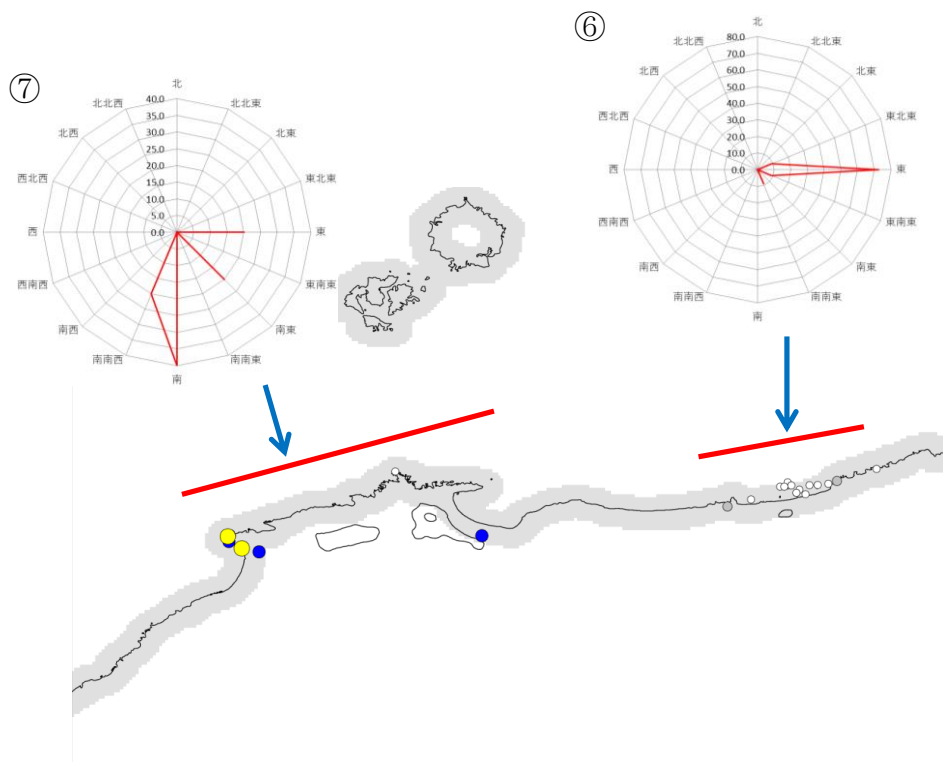 ⑥
北
80.0
70.0
60.0
50.0
40.0
30.0
20.0
10.0
0.0
北北東
北東
東北東
東
東南東
南東
南南東
南
南南西
南西
西南西
西
西北西
北西
北北西
⑦
北
40.0
35.0
30.0
25.0
20.0
15.0
10.0
5.0
0.0
北北東
北東
東北東
東
東南東
南東
南南東
南
南南西
南西
西南西
西
西北西
北西
北北西